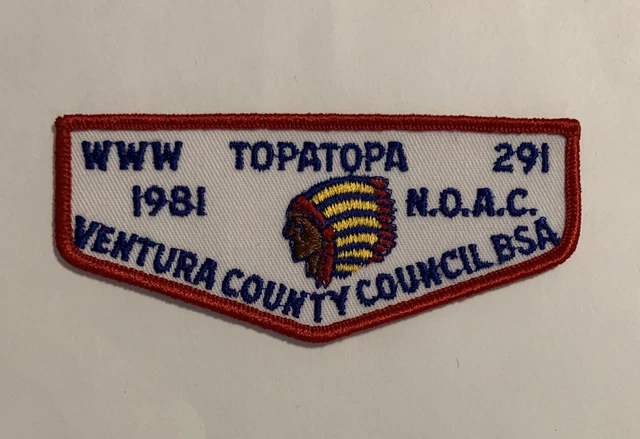 WWW TOPATOPA 291
1981 N.O.A.C.
VENTURA COUNTY COUNCIL BSA